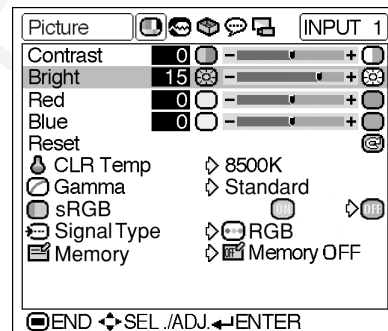 Picture INPUT 1
Contrast 0 - +
Bright 15 - +
Red 0 - +
Blue 0 - +
Reset
CLR Temp 8500K
Gamma Standard
sRGB ON OFF
Signal Type RGB
Memory OFF Memory OFF
END SEL./ADJ. ENTER